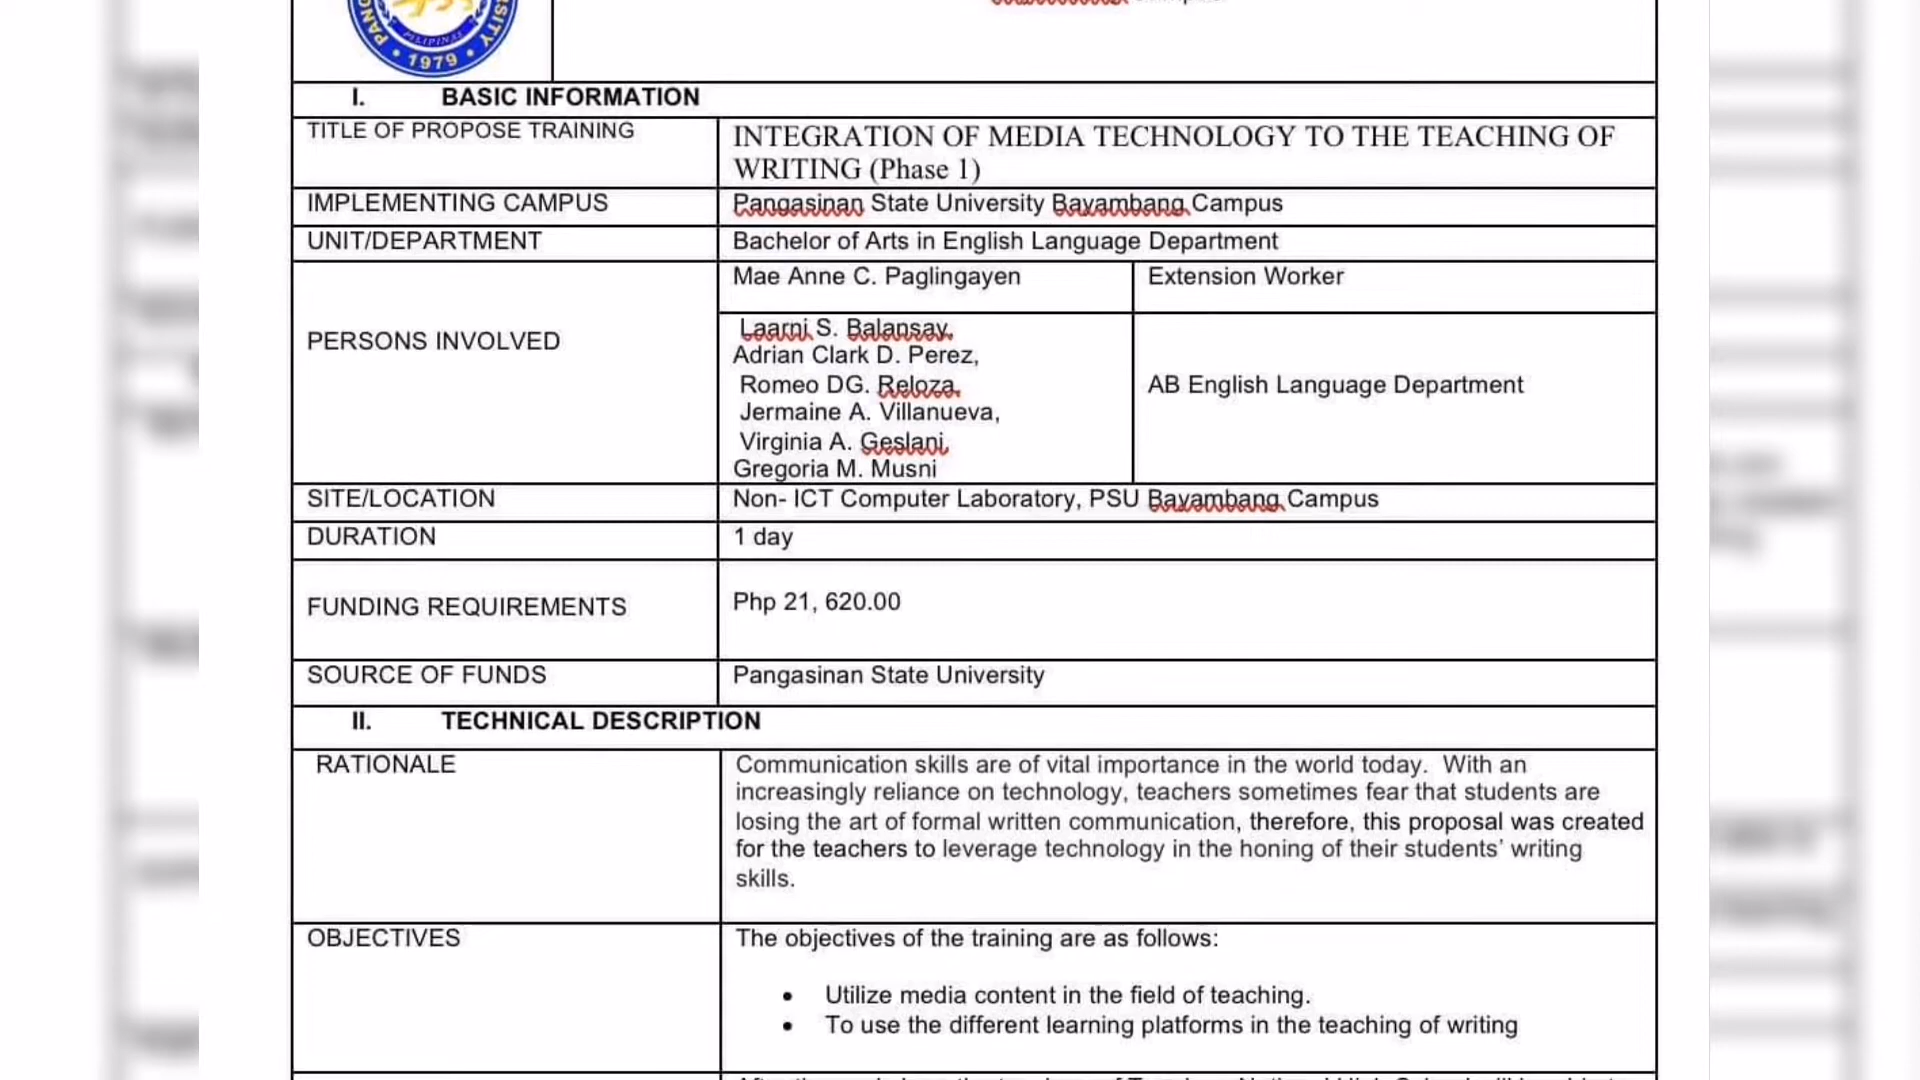 PILIPINAS
1979
I. BASIC INFORMATION
TITLE OF PROPOSE TRAINING
INTEGRATION OF MEDIA TECHNOLOGY TO THE TEACHING OF
WRITING (Phase 1)
IMPLEMENTING CAMPUS
Pangasinan State University Bayambang Campus
UNIT/DEPARTMENT
Bachelor of Arts in English Language Department
PERSONS INVOLVED
Mae Anne C. Paglingayen
Extension Worker
Laarni S. Balansay,
Adrian Clark D. Perez,
Romeo DG. Reloza,
Jermaine A. Villanueva,
Virginia A. Geslani,
Gregoria M. Musni
AB English Language Department
SITE/LOCATION
Non- ICT Computer Laboratory, PSU Bayambang Campus
DURATION
1 day
FUNDING REQUIREMENTS
Php 21, 620.00
SOURCE OF FUNDS
Pangasinan State University
II. TECHNICAL DESCRIPTION
RATIONALE
Communication skills are of vital importance in the world today. With an
increasingly reliance on technology, teachers sometimes fear that students are
losing the art of formal written communication, therefore, this proposal was created
for the teachers to leverage technology in the honing of their students' writing
skills.
OBJECTIVES
The objectives of the training are as follows:
• Utilize media content in the field of teaching.
• To use the different learning platforms in the teaching of writing